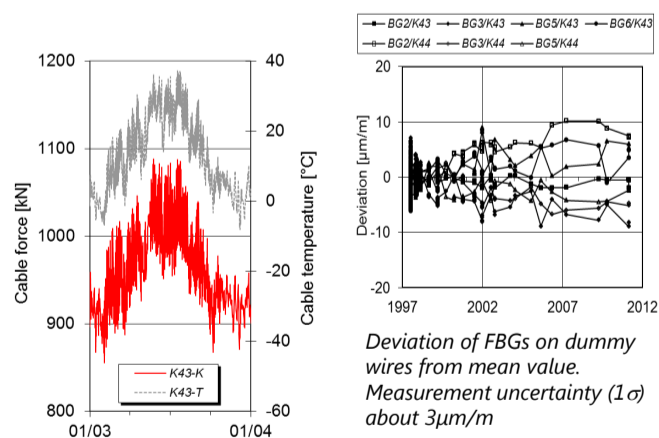 1200
1100
1000
900
800
Cable force [kN]
40
20
0
-20
-40
-60
Cable temperature [°C]
K43-K
K43-T
01/03
01/04
BG2/K43 BG3/K43 BG5/K43 BG6/K43
BG2/K44 BG3/K44 BG5/K44
20
10
0
-10
-20
Deviation [µm/m]
1997 2002 2007 2012
Deviation of FBGs on dummy
wires from mean value.
Measurement uncertainty (1σ)
about 3µm/m